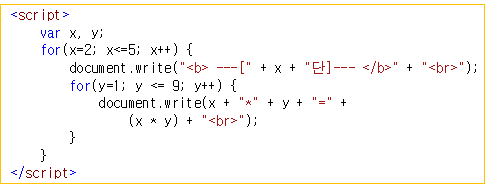 <script>
    var x, y;
    for(x=2; x<=5; x++) {
        document.write("<b> ---[" + x + "단]--- </b>" + "<br>");
        for(y=1; y <= 9; y++) {
            document.write(x + "*" + y + "=" +
                (x * y) + "<br>");
        }
    }
</script>